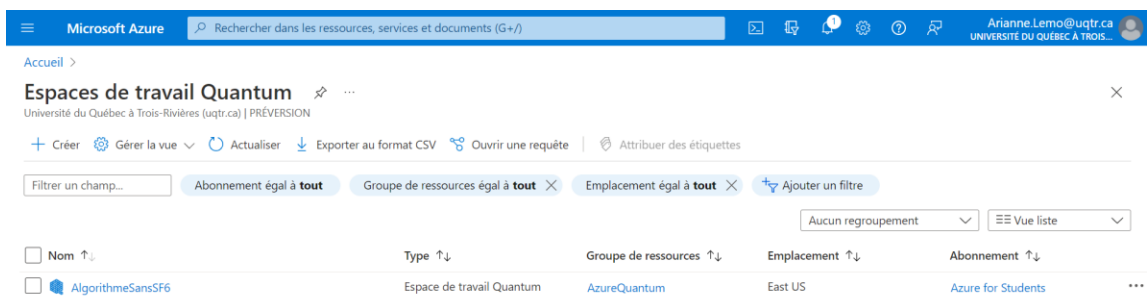 Microsoft Azure
Rechercher dans les ressources, services et documents (G+/)
1
Arianne.Lemo@uqtr.ca
UNIVERSITÉ DU QUÉBEC À TROIS...
Accueil >
Espaces de travail Quantum ...
Université du Québec à Trois-Rivières (uqtr.ca) | PRÉVERSION
Créer Gérer la vue Actualiser Exporter au format CSV Ouvrir une requête Attribuer des étiquettes
Filtrer un champ... Abonnement égal à tout Groupe de ressources égal à tout Emplacement égal à tout Ajouter un filtre
Aucun regroupement Vue liste
Nom Type Groupe de ressources Emplacement Abonnement
AlgorithmeSansSF6 Espace de travail Quantum AzureQuantum East US Azure for Students